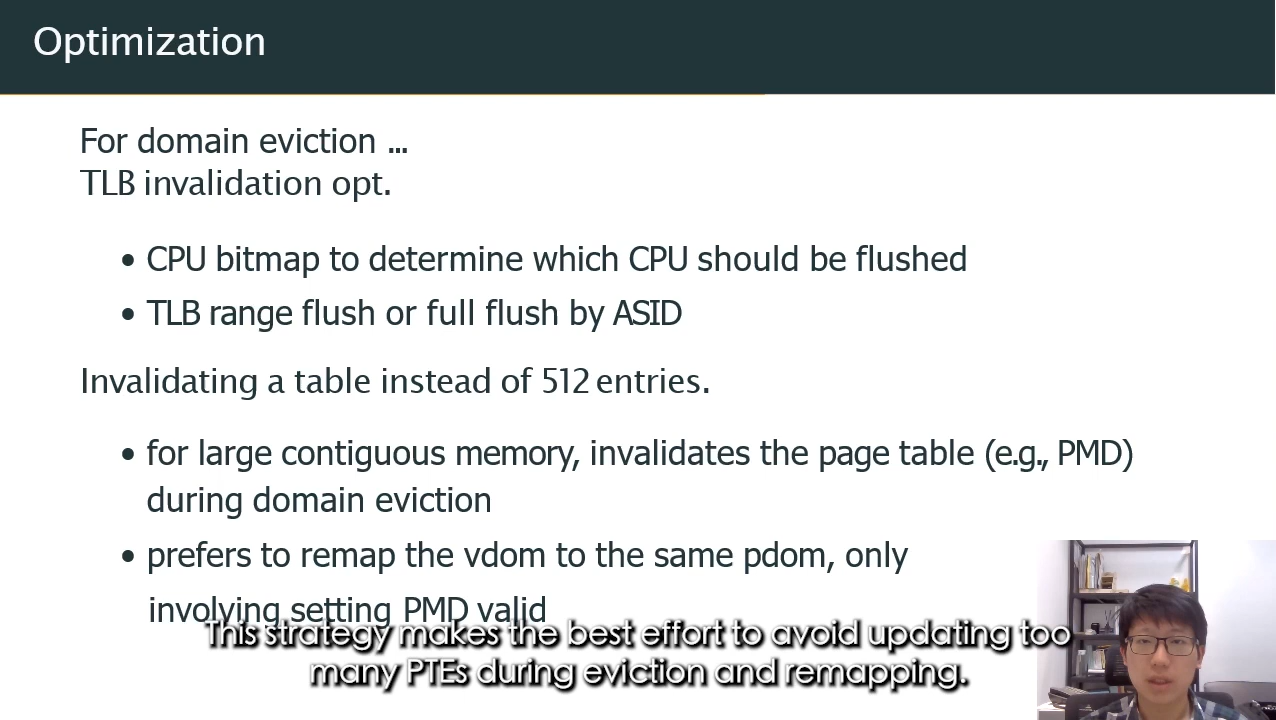 Optimization
For domain eviction ...
TLB invalidation opt.
• CPU bitmap to determine which CPU should be flushed
• TLB range flush or full flush by ASID
Invalidating a table instead of 512 entries.
• for large contiguous memory, invalidates the page table (e.g., PMD)
during domain eviction
• prefers to remap the vdom to the same pdom, only
involving setting PMD valid
This strategy makes the best effort to avoid updating too
many PTEs during eviction and remapping.